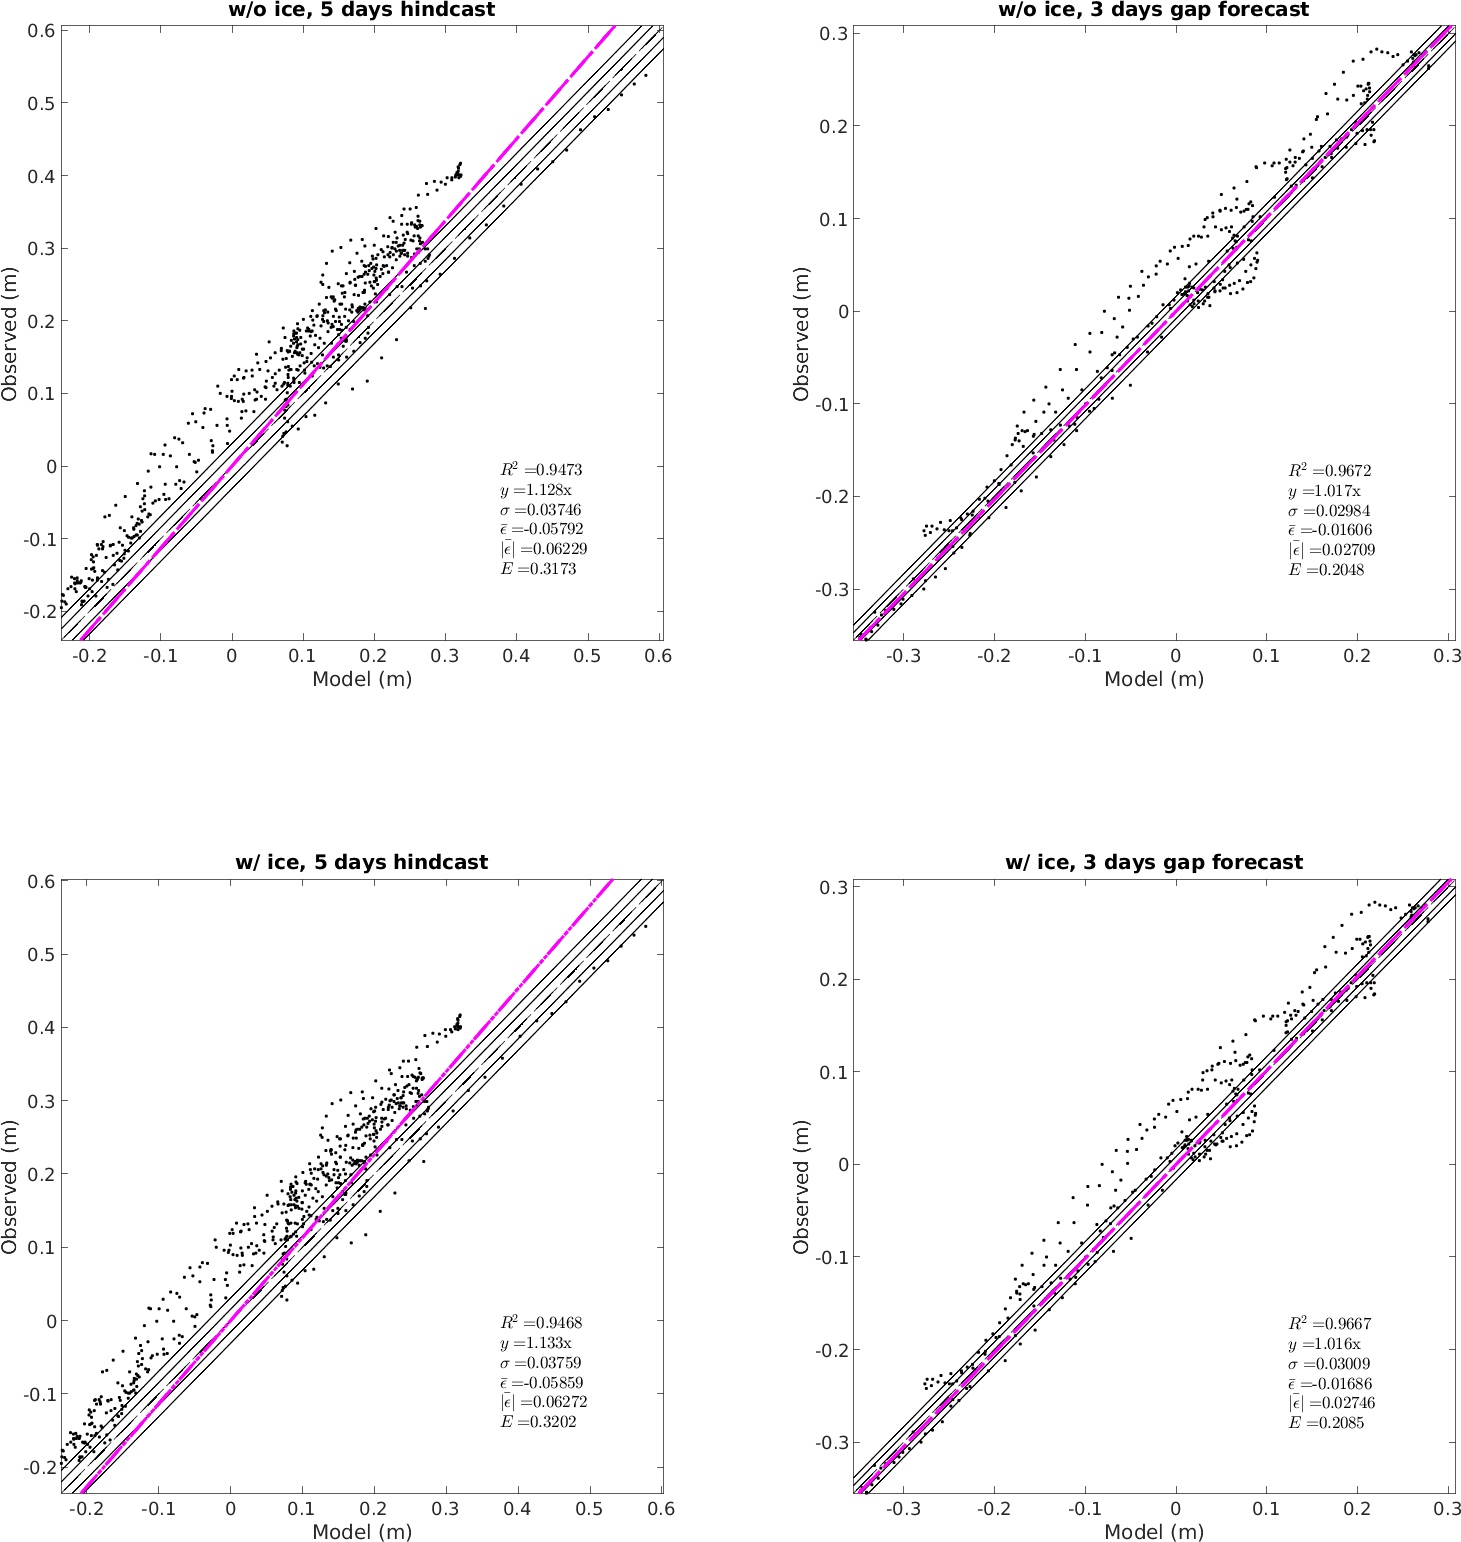 w/o ice, 5 days hindcast
0.6
0.5
0.4
0.3
0.2
0.1
0
-0.1
-0.2
Observed (m)
R² =0.9473
y =1.128x
σ =0.03746
ε̄ =-0.05792
|ε̄| =0.06229
E =0.3173
-0.2 -0.1 0 0.1 0.2 0.3 0.4 0.5 0.6
Model (m)
w/o ice, 3 days gap forecast
0.3
0.2
0.1
0
-0.1
-0.2
-0.3
Observed (m)
R² =0.9672
y =1.017x
σ =0.02984
ε̄ =-0.01606
|ε̄| =0.02709
E =0.2048
-0.3 -0.2 -0.1 0 0.1 0.2 0.3
Model (m)
w/ ice, 5 days hindcast
0.6
0.5
0.4
0.3
0.2
0.1
0
-0.1
-0.2
Observed (m)
R² =0.9468
y =1.133x
σ =0.03759
ε̄ =-0.05859
|ε̄| =0.06272
E =0.3202
-0.2 -0.1 0 0.1 0.2 0.3 0.4 0.5 0.6
Model (m)
w/ ice, 3 days gap forecast
0.3
0.2
0.1
0
-0.1
-0.2
-0.3
Observed (m)
R² =0.9667
y =1.016x
σ =0.03009
ε̄ =-0.01686
|ε̄| =0.02746
E =0.2085
-0.3 -0.2 -0.1 0 0.1 0.2 0.3
Model (m)